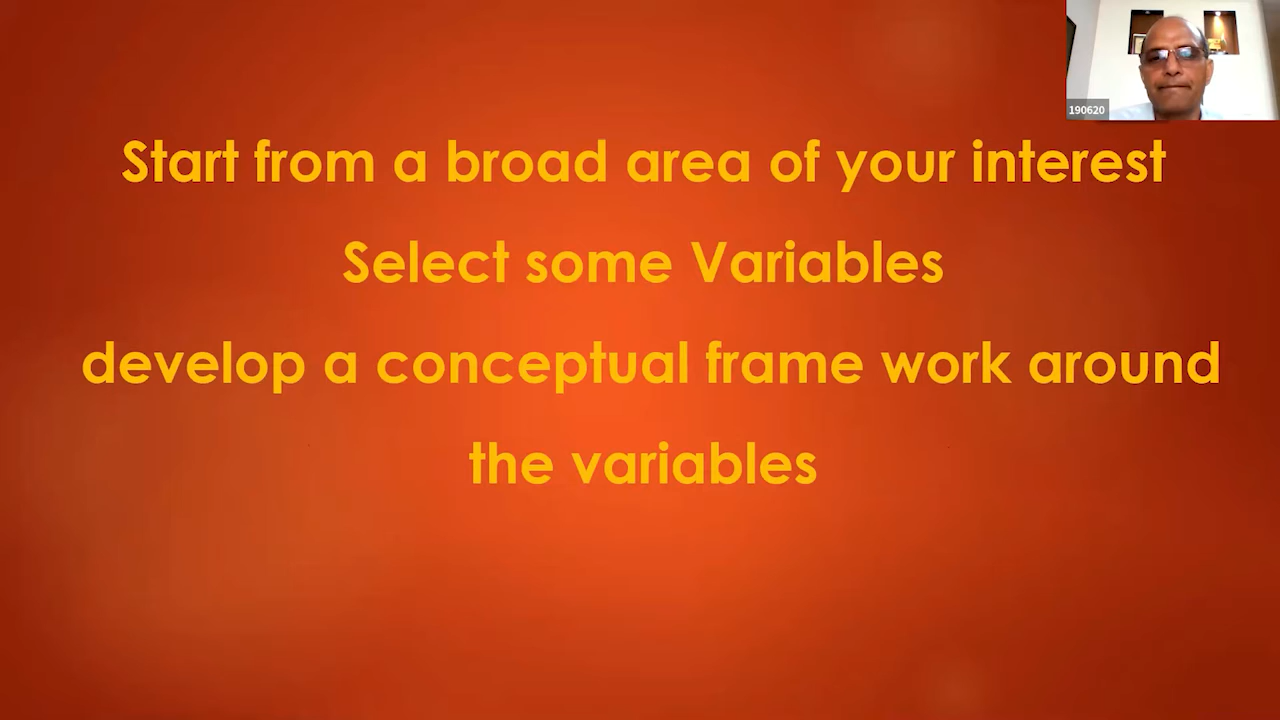 190620
Start from a broad area of your interest
Select some Variables
develop a conceptual frame work around
the variables